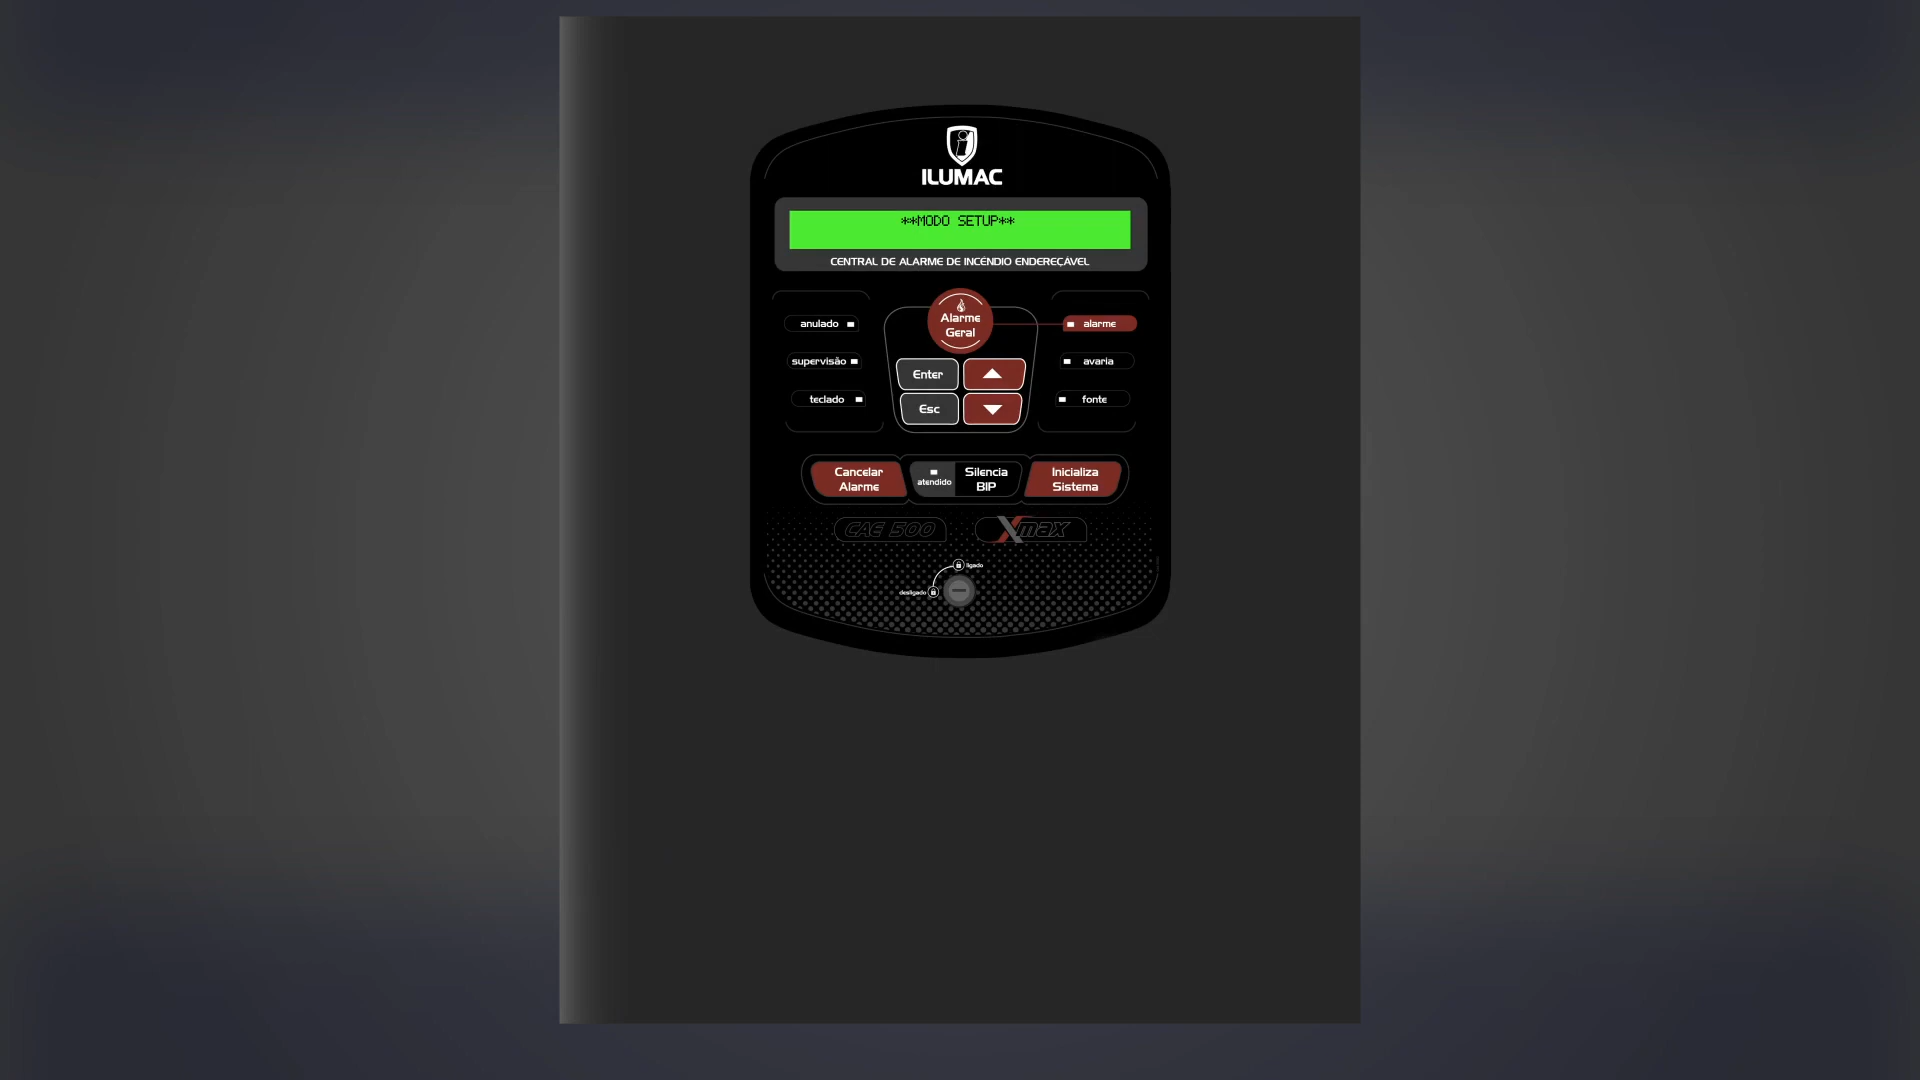 ILUMAC
**MODO SETUP**
CENTRAL DE ALARME DE INCÊNDIO ENDEREÇÁVEL
anulado
supervisão
teclado
Alarme
Geral
Enter
Esc
alarme
avaria
fonte
Cancelar
Alarme
atendido
Silencia
BIP
Inicializa
Sistema
CAE 500
Xmax
ligado
desligado